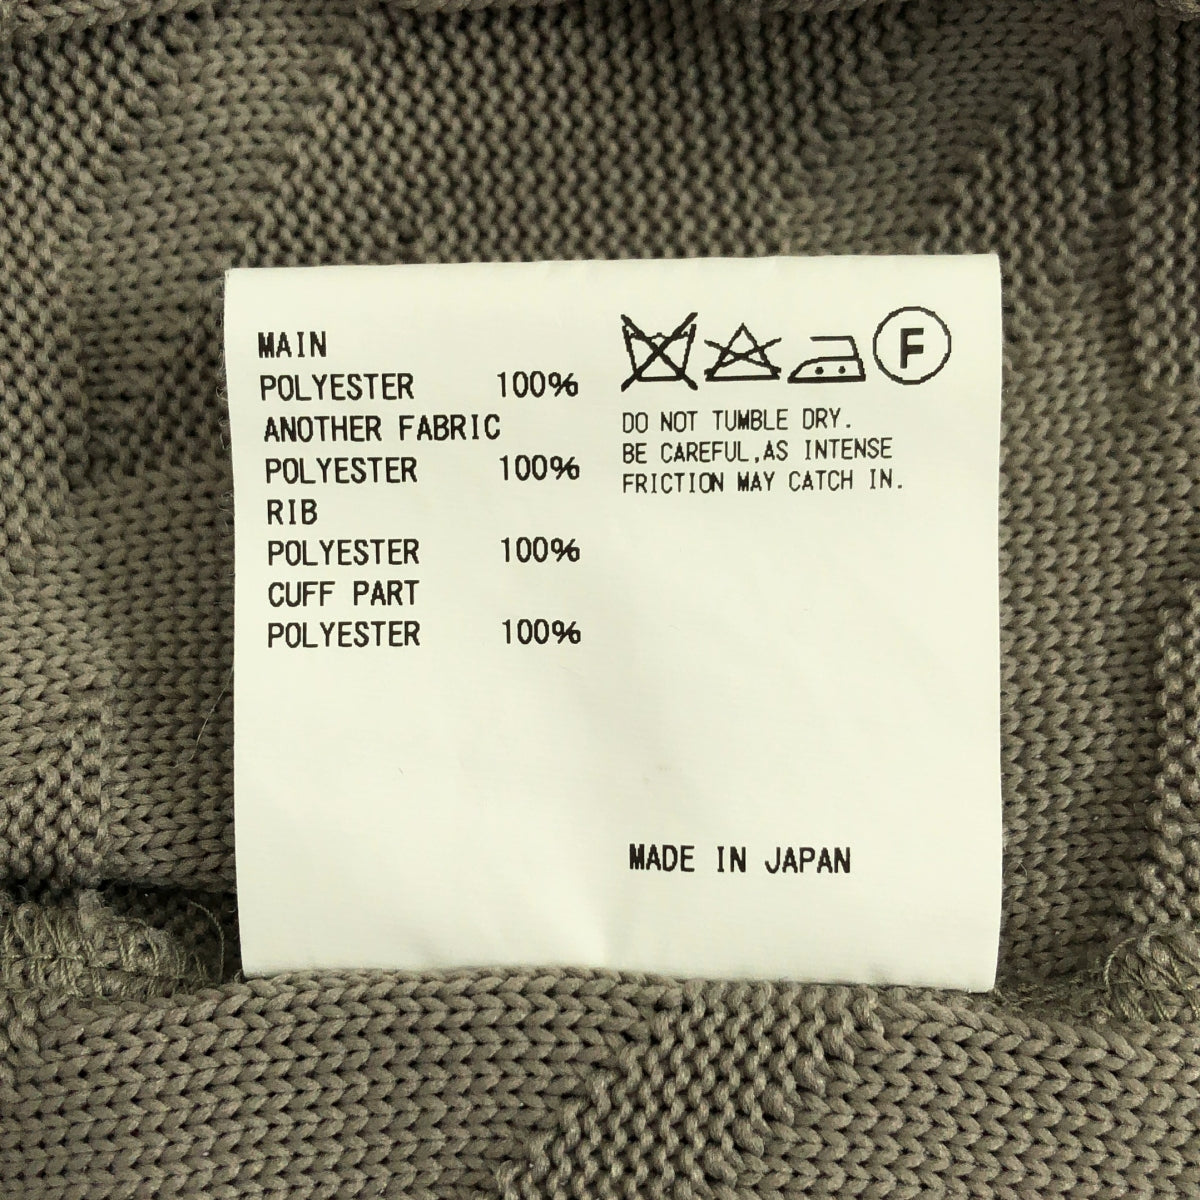 MAIN
POLYESTER 100%
ANOTHER FABRIC
POLYESTER 100%
RIB
POLYESTER 100%
CUFF PART
POLYESTER 100%
F
DO NOT TUMBLE DRY.
BE CAREFUL,AS INTENSE
FRICTION MAY CATCH IN.
MADE IN JAPAN